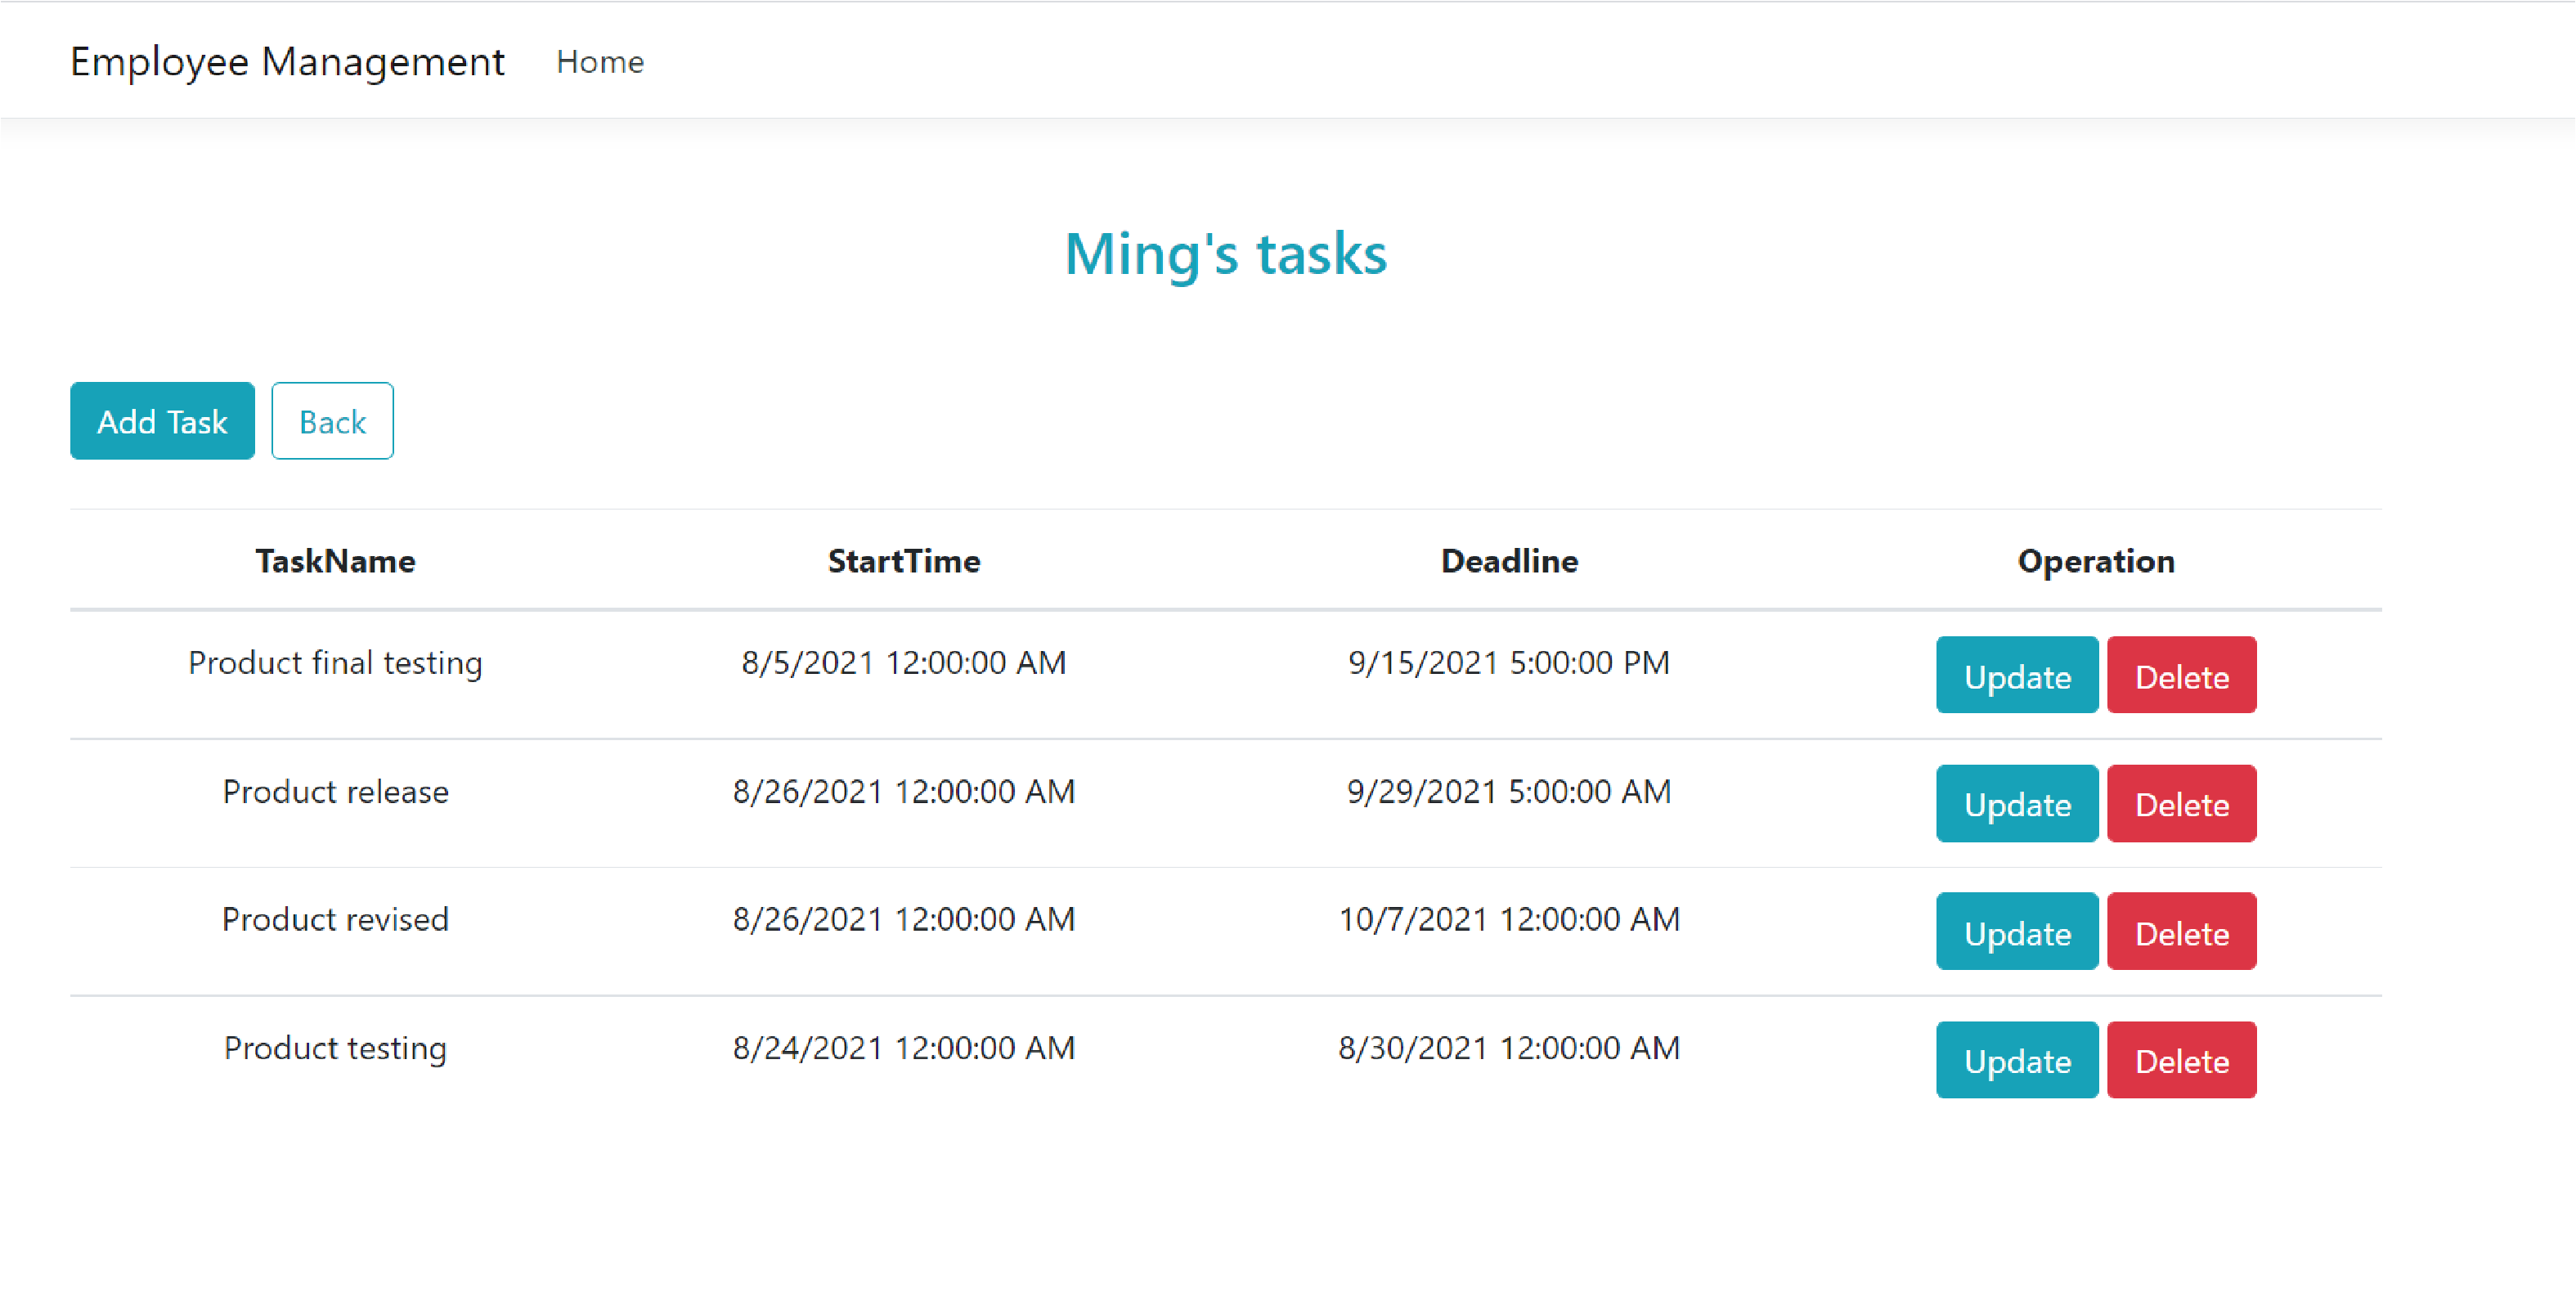 Employee Management Home
Ming's tasks
Add Task Back
TaskName StartTime Deadline Operation
Product final testing 8/5/2021 12:00:00 AM 9/15/2021 5:00:00 PM Update Delete
Product release 8/26/2021 12:00:00 AM 9/29/2021 5:00:00 AM Update Delete
Product revised 8/26/2021 12:00:00 AM 10/7/2021 12:00:00 AM Update Delete
Product testing 8/24/2021 12:00:00 AM 8/30/2021 12:00:00 AM Update Delete